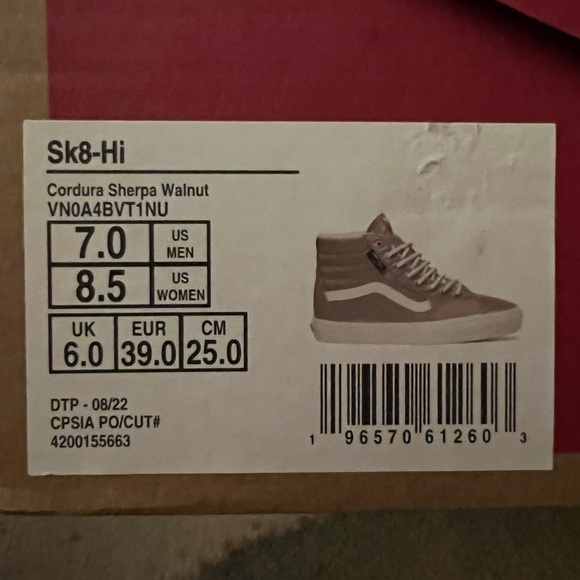 Sk8-Hi
Cordura Sherpa Walnut
VN0A4BVT1NU
7.0 US MEN
8.5 US WOMEN
UK EUR CM
6.0 39.0 25.0
DTP - 08/22
CPSIA PO/CUT#
4200155663
1 96570 61260 3